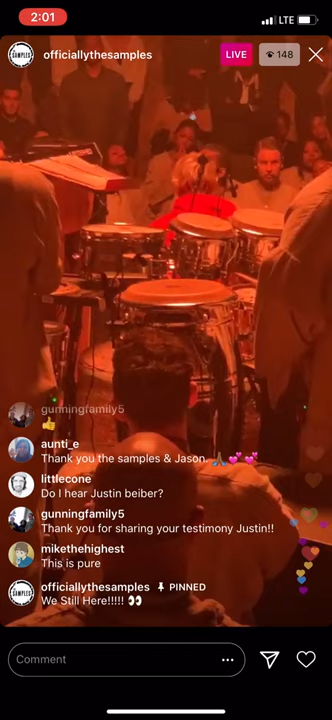 2:01
LTE
SAMPLES
officiallythesamples
LIVE
148
gunningfamily5
👍
aunti_e
Thank you the samples & Jason. 🙏💕💕
littlecone
Do I hear Justin beiber?
gunningfamily5
Thank you for sharing your testimony Justin!!
mikethehighest
This is pure
officiallythesamples PINNED
We Still Here!!!!! 👀
Comment